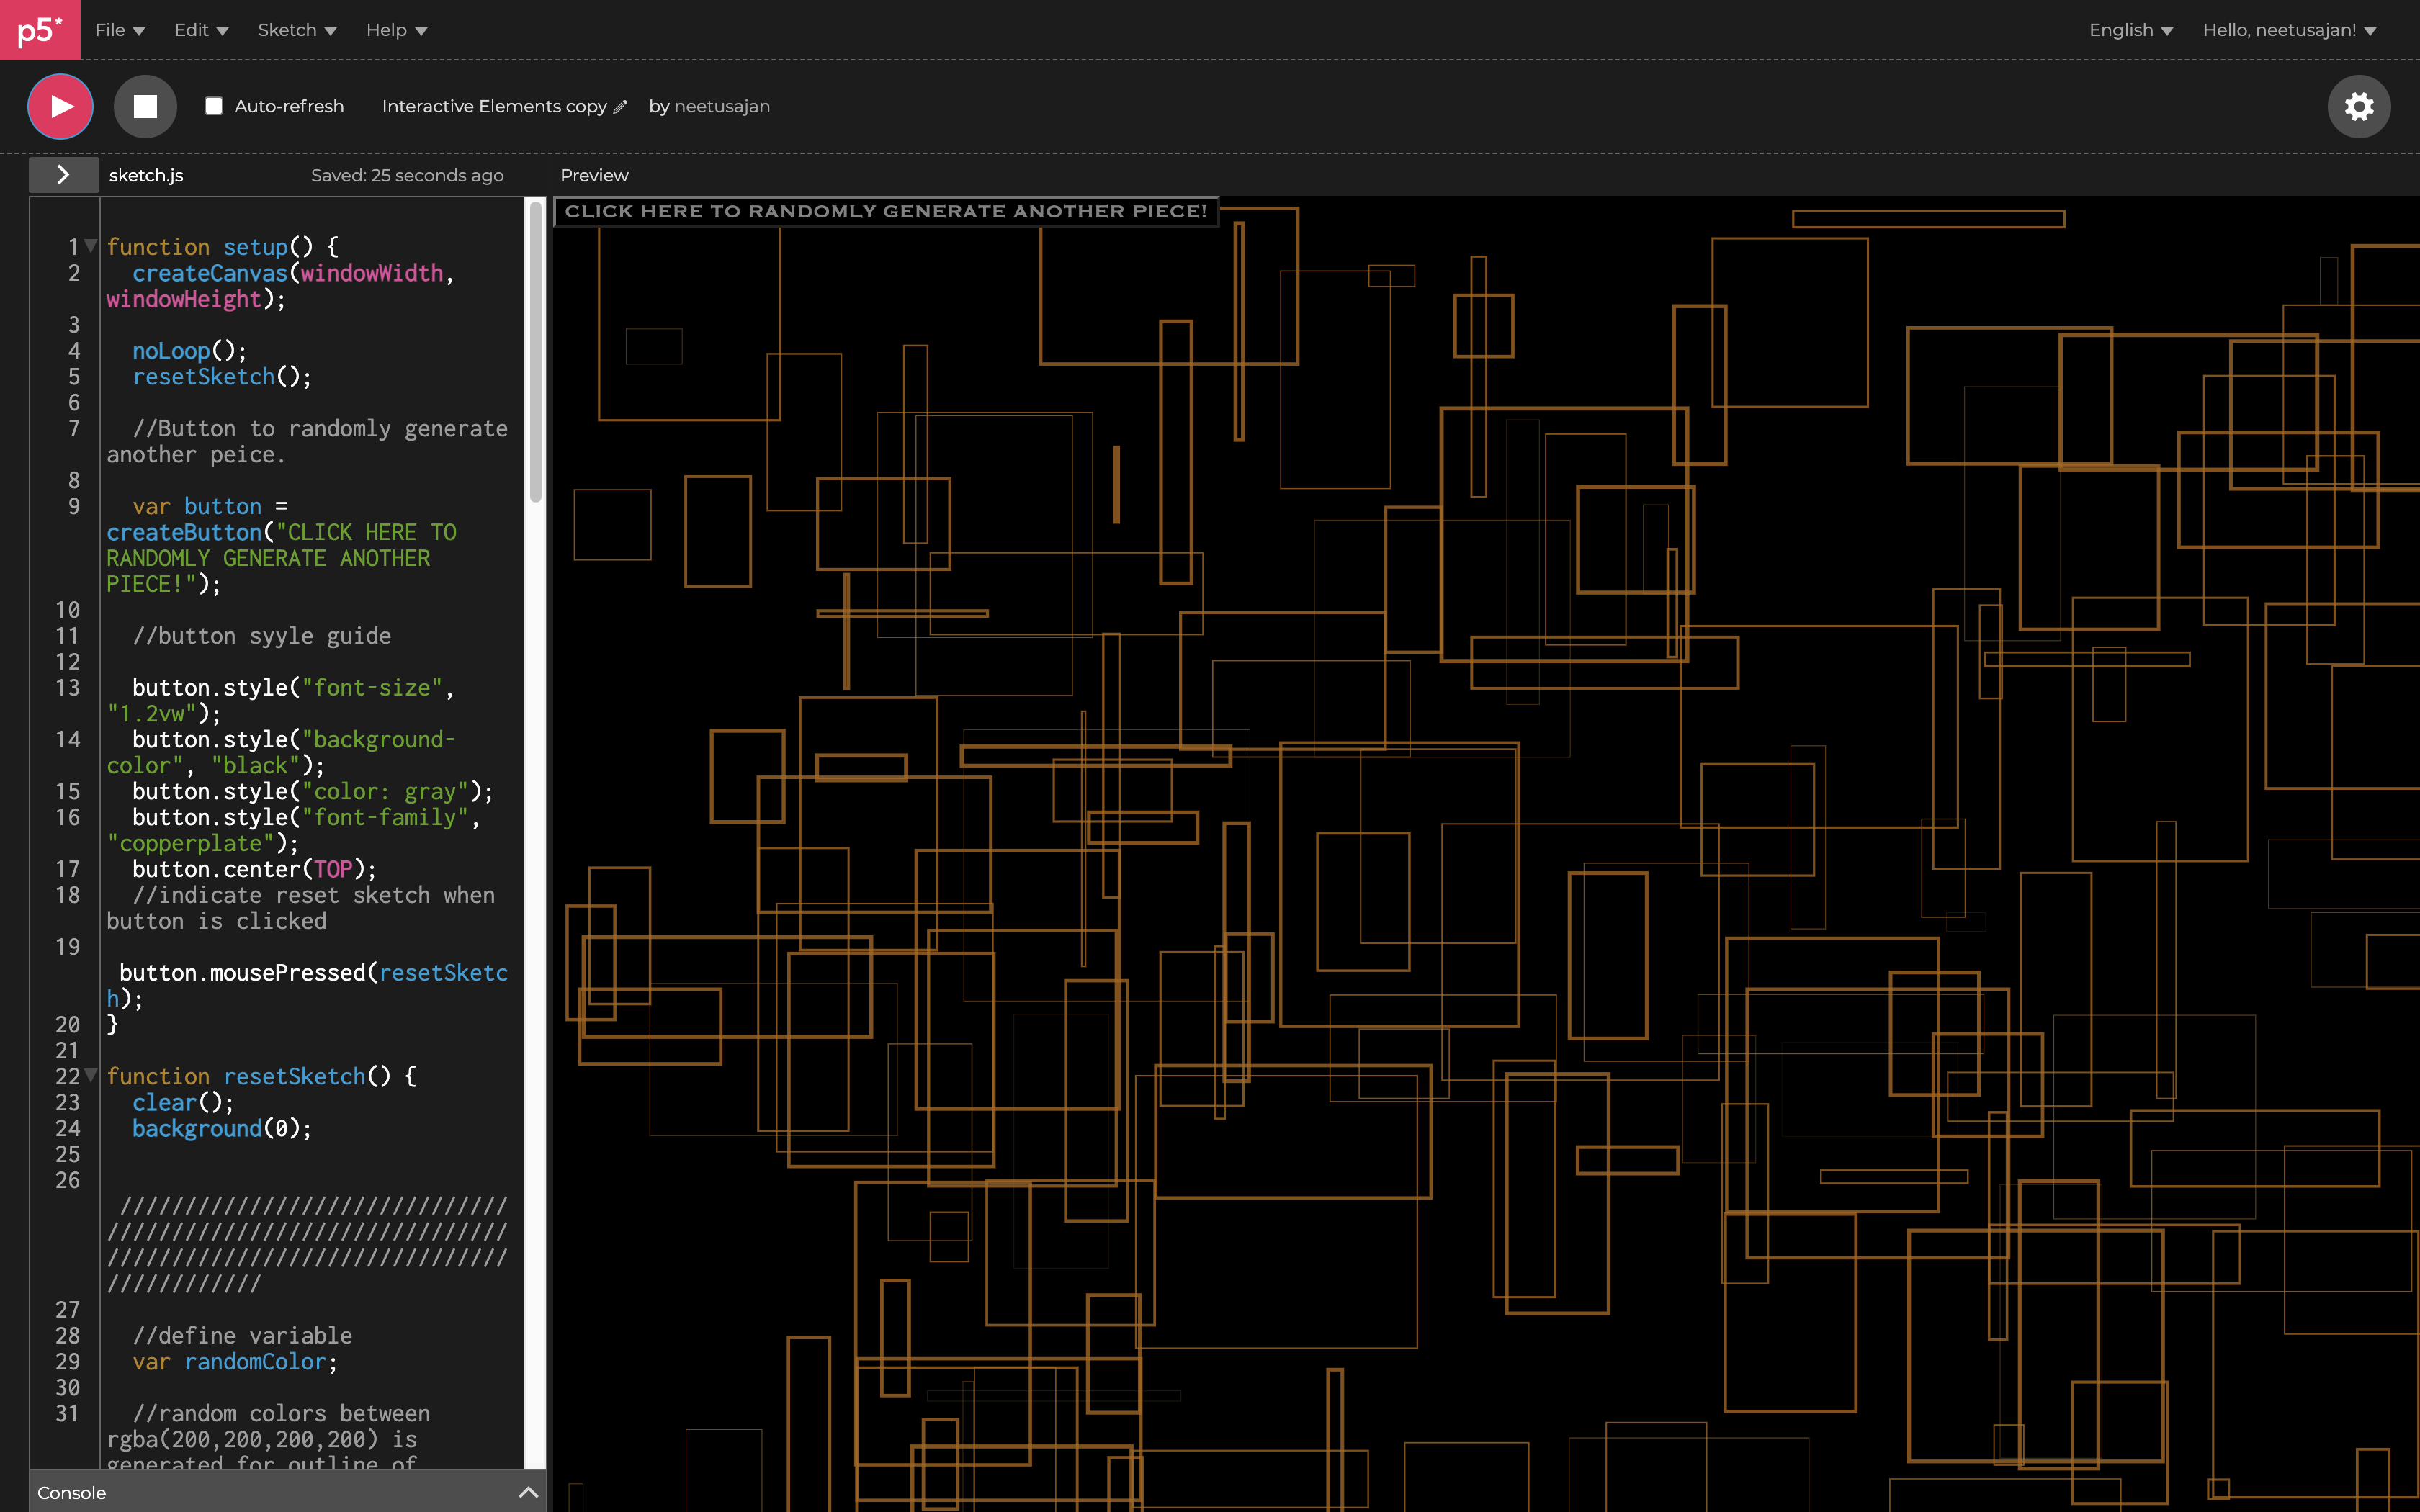 p5* File Edit Sketch Help English Hello, neetusajan!
Auto-refresh Interactive Elements copy by neetusajan
sketch.js Saved: 25 seconds ago Preview
CLICK HERE TO RANDOMLY GENERATE ANOTHER PIECE!
1 function setup() {
2 createCanvas(windowWidth,
windowHeight);
3
4 noLoop();
5 resetSketch();
6
7 //Button to randomly generate
another peice.
8
9 var button =
createButton("CLICK HERE TO
RANDOMLY GENERATE ANOTHER
PIECE!");
10
11 //button syyle guide
12
13 button.style("font-size",
"1.2vw");
14 button.style("background-
color", "black");
15 button.style("color: gray");
16 button.style("font-family",
"copperplate");
17 button.center(TOP);
18 //indicate reset sketch when
button is clicked
19
button.mousePressed(resetSketc
h);
20 }
21
22 function resetSketch() {
23 clear();
24 background(0);
25
26
///////////////////////////////
////////////////////////////////
////////////////////////////////
////////////
27
28 //define variable
29 var randomColor;
30
31 //random colors between
rgba(200,200,200,200) is
generated for outline of
Console